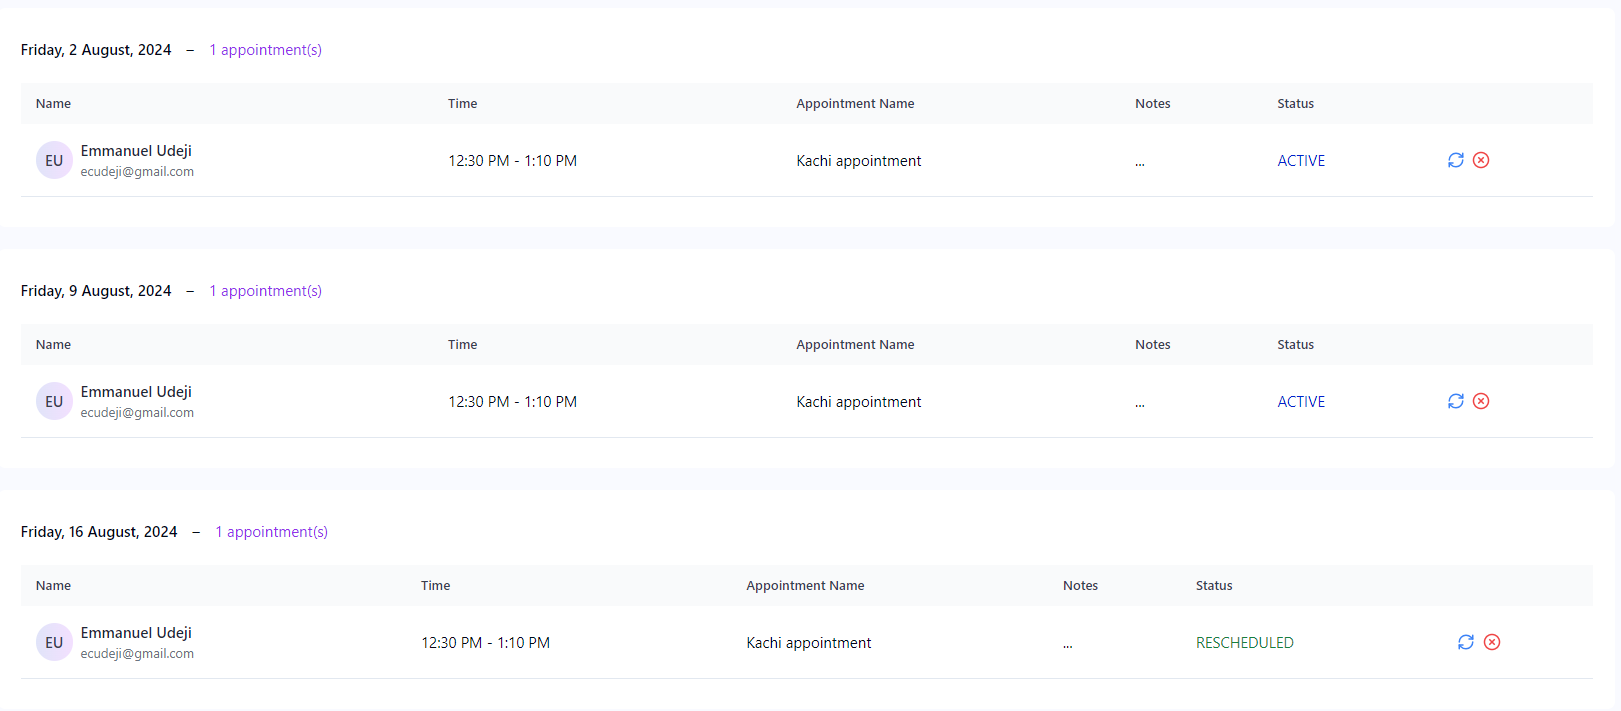 Friday, 2 August, 2024 – 1 appointment(s)
Name Time Appointment Name Notes Status
EU Emmanuel Udeji 12:30 PM - 1:10 PM Kachi appointment ... ACTIVE
ecudeji@gmail.com
Friday, 9 August, 2024 – 1 appointment(s)
Name Time Appointment Name Notes Status
EU Emmanuel Udeji 12:30 PM - 1:10 PM Kachi appointment ... ACTIVE
ecudeji@gmail.com
Friday, 16 August, 2024 – 1 appointment(s)
Name Time Appointment Name Notes Status
EU Emmanuel Udeji 12:30 PM - 1:10 PM Kachi appointment ... RESCHEDULED
ecudeji@gmail.com